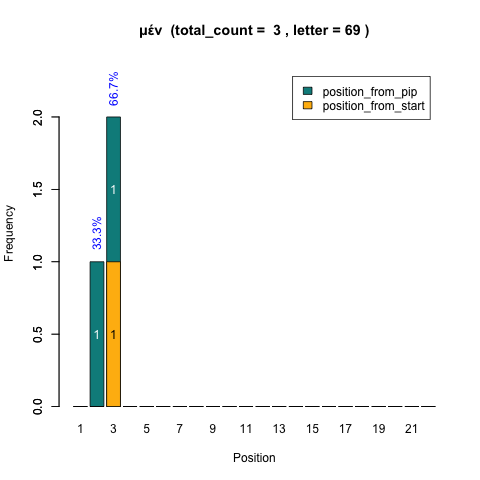 μέν  (total_count =  3 , letter = 69 )
position_from_pip
position_from_start
66.7%
33.3%
1
1
1
Frequency
2.0
1.5
1.0
0.5
0.0
1 3 5 7 9 11 13 15 17 19 21
Position